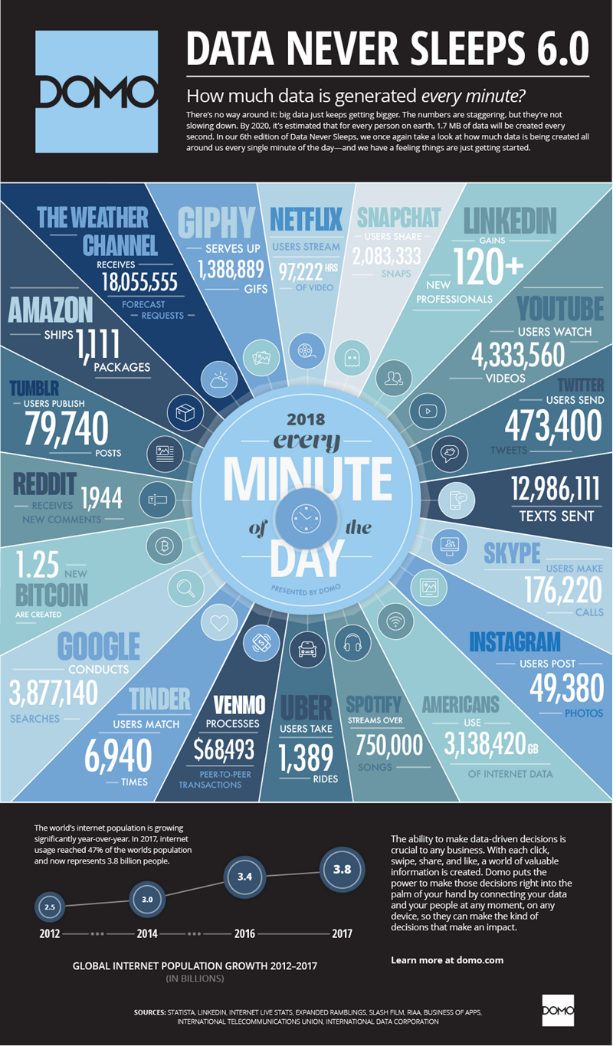 DOMO
DATA NEVER SLEEPS 6.0
How much data is generated every minute?
There's no way around it: big data just keeps getting bigger. The numbers are staggering, but they're not
slowing down. By 2020, it's estimated that for every person on earth, 1.7 MB of data will be created every
second. In our 6th edition of Data Never Sleeps, we once again take a look at how much data is being created all
around us every single minute of the day—and we have a feeling things are just getting started.
THE WEATHER
CHANNEL
RECEIVES
18,055,555
FORECAST
REQUESTS
GIPHY
SERVES UP
1,388,889
GIFS
NETFLIX
USERS STREAM
97,222 HRS
OF VIDEO
SNAPCHAT
USERS SHARE
2,083,333
SNAPS
LINKEDIN
GAINS
120+
NEW
PROFESSIONALS
YOUTUBE
USERS WATCH
4,333,560
VIDEOS
TWITTER
USERS SEND
473,400
TWEETS
12,986,111
TEXTS SENT
SKYPE
USERS MAKE
176,220
CALLS
INSTAGRAM
USERS POST
49,380
PHOTOS
AMERICANS
USE
3,138,420 GB
OF INTERNET DATA
SPOTIFY
STREAMS OVER
750,000
SONGS
UBER
USERS TAKE
1,389
RIDES
VENMO
PROCESSES
$68,493
PEER-TO-PEER
TRANSACTIONS
TINDER
USERS MATCH
6,940
TIMES
GOOGLE
CONDUCTS
3,877,140
SEARCHES
1.25 NEW
BITCOIN
ARE CREATED
REDDIT
RECEIVES 1,944
NEW COMMENTS
TUMBLR
USERS PUBLISH
79,740
POSTS
AMAZON
SHIPS 1,111
PACKAGES
2018
every
MINUTE
of the
DAY
PRESENTED BY DOMO
The world's internet population is growing
significantly year-over-year. In 2017, internet
usage reached 47% of the worlds population
and now represents 3.8 billion people.
2.5
3.0
3.4
3.8
2012 2014 2016 2017
GLOBAL INTERNET POPULATION GROWTH 2012–2017
(IN BILLIONS)
The ability to make data-driven decisions is
crucial to any business. With each click,
swipe, share, and like, a world of valuable
information is created. Domo puts the
power to make those decisions right into the
palm of your hand by connecting your data
and your people at any moment, on any
device, so they can make the kind of
decisions that make an impact.
Learn more at domo.com
SOURCES: STATISTA, LINKEDIN, INTERNET LIVE STATS, EXPANDED RAMBLINGS, SLASH FILM, RIAA, BUSINESS OF APPS,
INTERNATIONAL TELECOMMUNICATIONS UNION, INTERNATIONAL DATA CORPORATION
DOMO